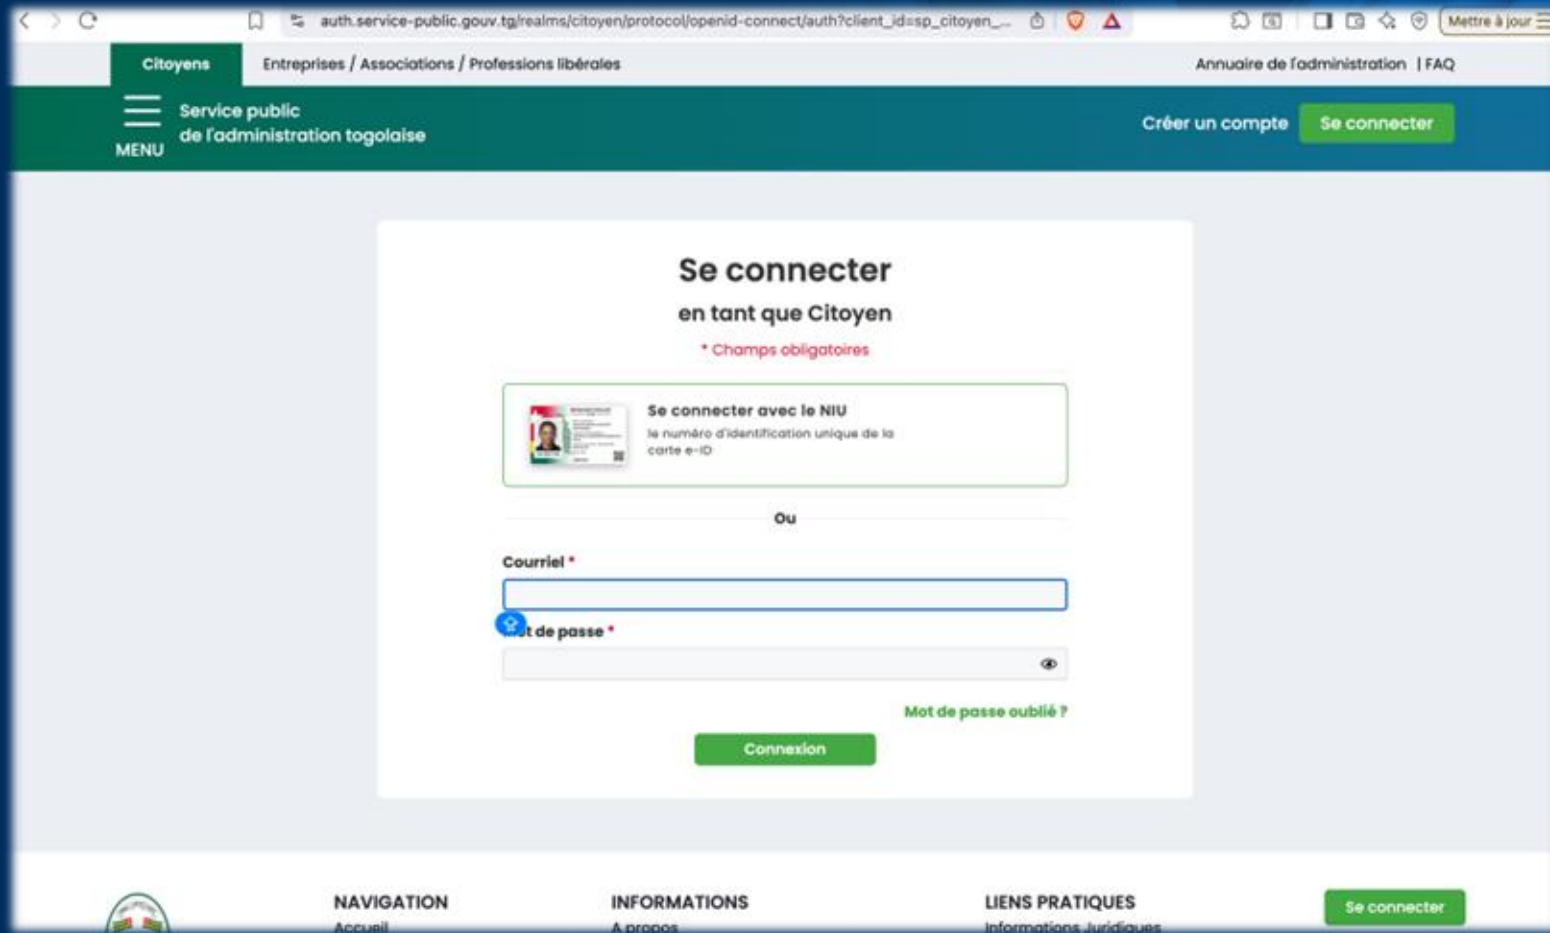 auth.service-public.gouv.tg/realms/citoyen/protocol/openid-connect/auth?client_id=sp_citoyen_...
Mettre à jour
Citoyens
Entreprises / Associations / Professions libérales
Annuaire de l'administration | FAQ
MENU
Service public
de l'administration togolaise
Créer un compte
Se connecter
Se connecter
en tant que Citoyen
* Champs obligatoires
Se connecter avec le NIU
le numéro d'identification unique de la
carte e-ID
Ou
Courriel *
de passe *
Mot de passe oublié ?
Connexion
NAVIGATION
Accueil
INFORMATIONS
A propos
LIENS PRATIQUES
Informations Juridiques
Se connecter